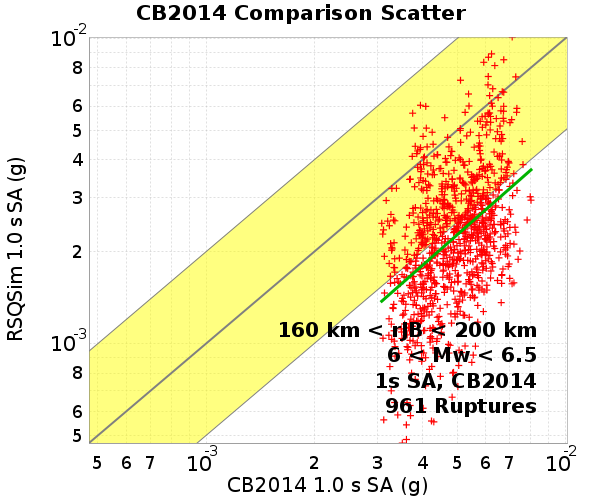 CB2014 Comparison Scatter
10-2
8
6
5
4
3
2
10-3
8
6
5
RSQSim 1.0 s SA (g)
160 km < rJB < 200 km
6 < Mw < 6.5
1s SA, CB2014
961 Ruptures
5 6 7 10-3 2 3 4 5 6 7 10-2
CB2014 1.0 s SA (g)